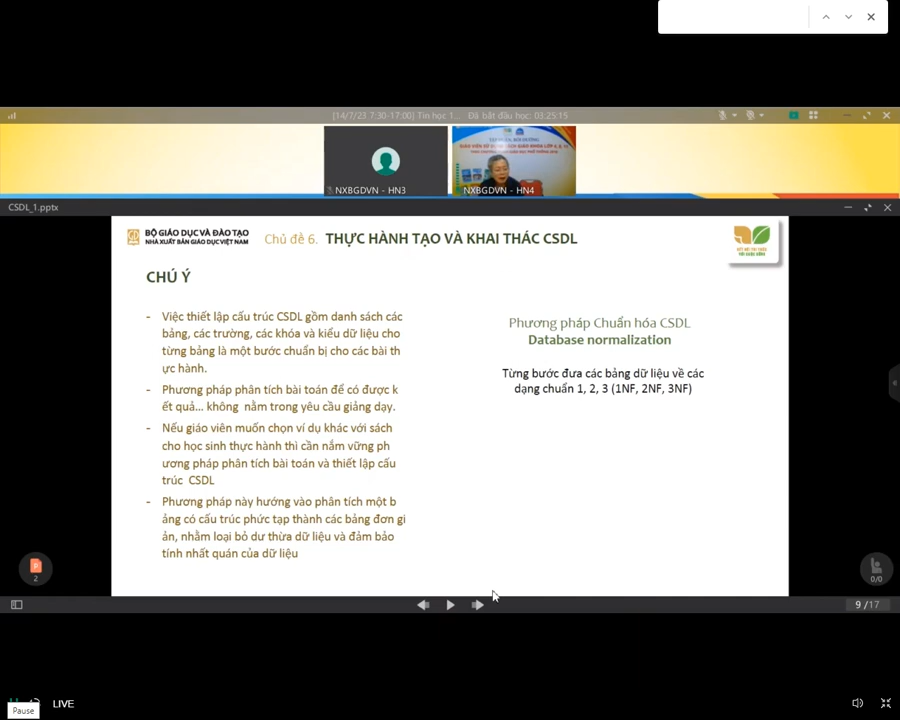 [14/7/23 7:30-17:00] Tin học 1... Đã bắt đầu học: 03:25:15
NXBGDVN - HN3
NXBGDVN - HN4
CSDL_1.pptx
BỘ GIÁO DỤC VÀ ĐÀO TẠO
NHÀ XUẤT BẢN GIÁO DỤC VIỆT NAM
Chủ đề 6. THỰC HÀNH TẠO VÀ KHAI THÁC CSDL
CHÚ Ý
- Việc thiết lập cấu trúc CSDL gồm danh sách các
bảng, các trường, các khóa và kiểu dữ liệu cho
từng bảng là một bước chuẩn bị cho các bài th
ực hành.
- Phương pháp phân tích bài toán để có được k
ết quả... không nằm trong yêu cầu giảng dạy.
- Nếu giáo viên muốn chọn ví dụ khác với sách
cho học sinh thực hành thì cần nắm vững ph
ương pháp phân tích bài toán và thiết lập cấu
trúc CSDL
- Phương pháp này hướng vào phân tích một b
ảng có cấu trúc phức tạp thành các bảng đơn gi
ản, nhằm loại bỏ dư thừa dữ liệu và đảm bảo
tính nhất quán của dữ liệu
Phương pháp Chuẩn hóa CSDL
Database normalization
Từng bước đưa các bảng dữ liệu về các
dạng chuẩn 1, 2, 3 (1NF, 2NF, 3NF)
2
0/0
9 /17
LIVE
Pause